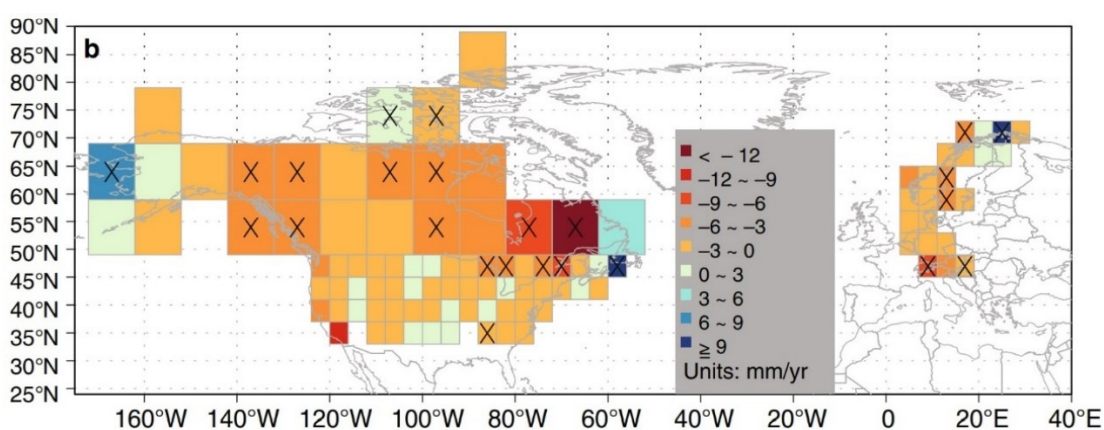 90°N
b
85°N
80°N
75°N
70°N
65°N
60°N
55°N
50°N
45°N
40°N
35°N
30°N
25°N
< −12
−12 ~ −9
−9 ~ −6
−6 ~ −3
−3 ~ 0
0 ~ 3
3 ~ 6
6 ~ 9
≥ 9
Units: mm/yr
160°W 140°W 120°W 100°W 80°W 60°W 40°W 20°W 0 20°E 40°E